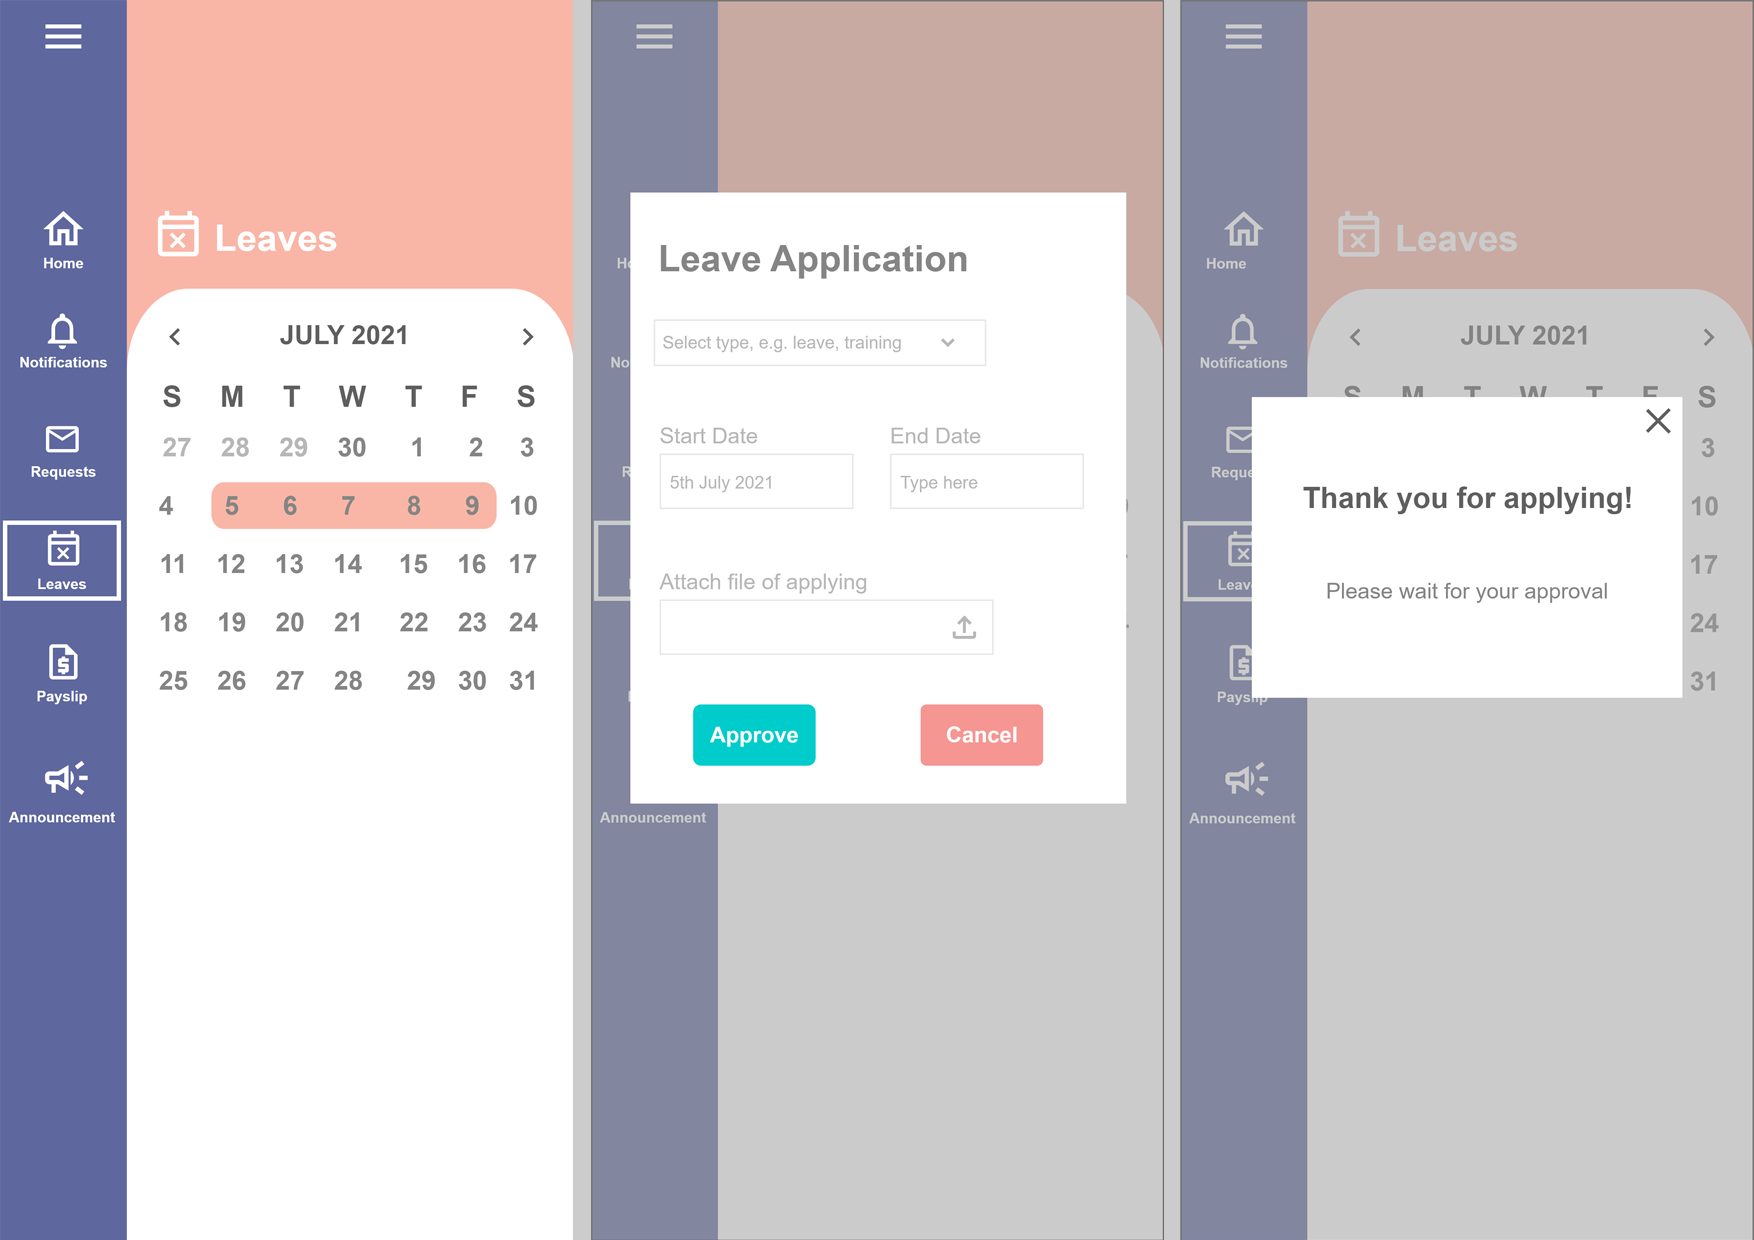 Home
Notifications
Requests
Leaves
Payslip
Announcement
Leaves
JULY 2021
S M T W T F S
27 28 29 30 1 2 3
4 5 6 7 8 9 10
11 12 13 14 15 16 17
18 19 20 21 22 23 24
25 26 27 28 29 30 31
Leave Application
Select type, e.g. leave, training
Start Date End Date
5th July 2021 Type here
Attach file of applying
Approve Cancel
Announcement
Home
Notifications
Reque
Leave
Payslip
Announcement
Leaves
JULY 2021
S M T W T F S
3
10
17
24
31
Thank you for applying!
Please wait for your approval